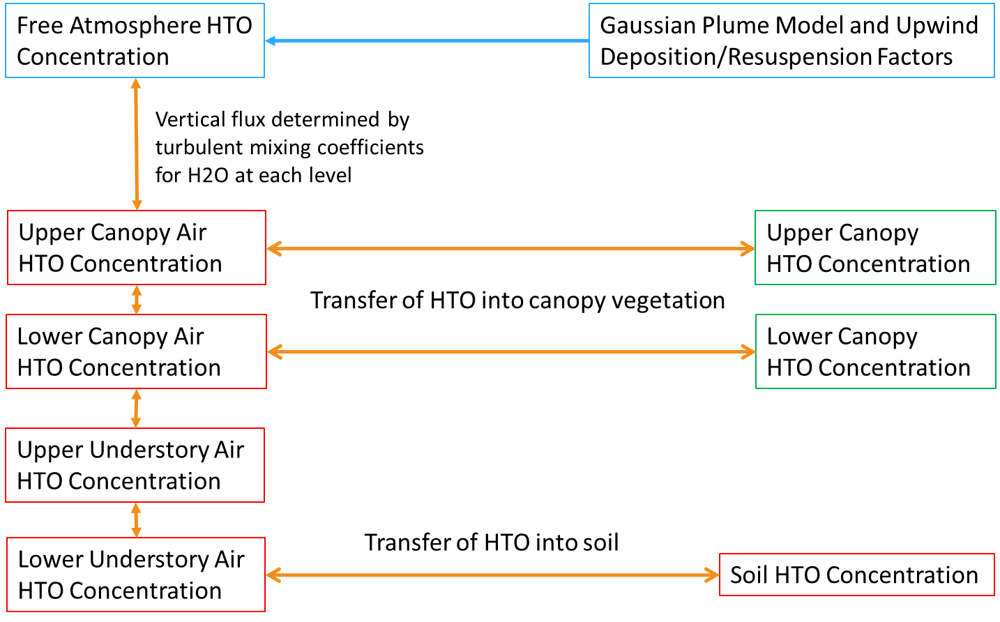 Free Atmosphere HTO
Concentration
Gaussian Plume Model and Upwind
Deposition/Resuspension Factors
Vertical flux determined by
turbulent mixing coefficients
for H2O at each level
Upper Canopy Air
HTO Concentration
Upper Canopy
HTO Concentration
Transfer of HTO into canopy vegetation
Lower Canopy Air
HTO Concentration
Lower Canopy
HTO Concentration
Upper Understory Air
HTO Concentration
Transfer of HTO into soil
Lower Understory Air
HTO Concentration
Soil HTO Concentration